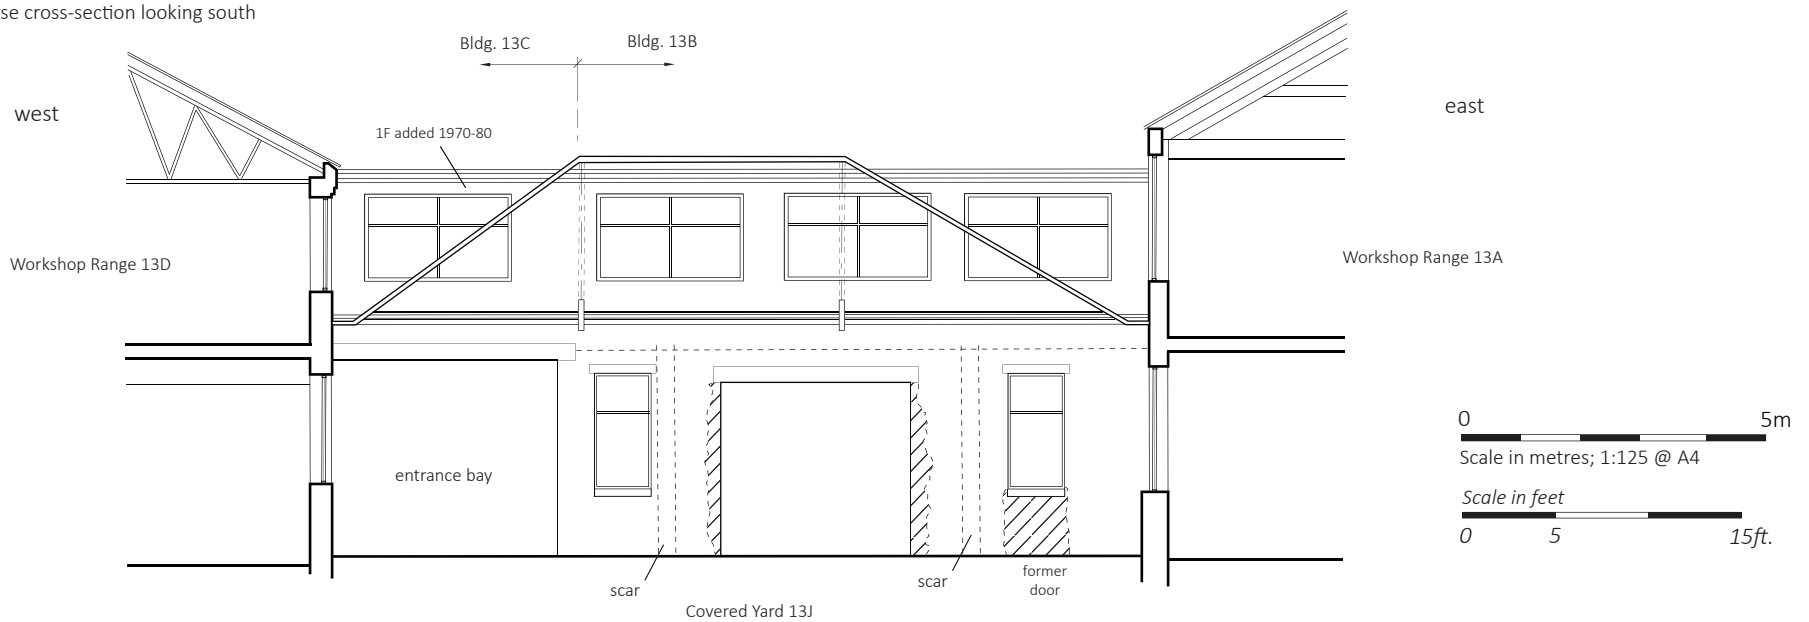 se cross-section looking south
Bldg. 13C
Bldg. 13B
west
east
1F added 1970-80
Workshop Range 13D
Workshop Range 13A
entrance bay
0
5m
Scale in metres; 1:125 @ A4
Scale in feet
0
5
15ft.
scar
scar
former
door
Covered Yard 13J